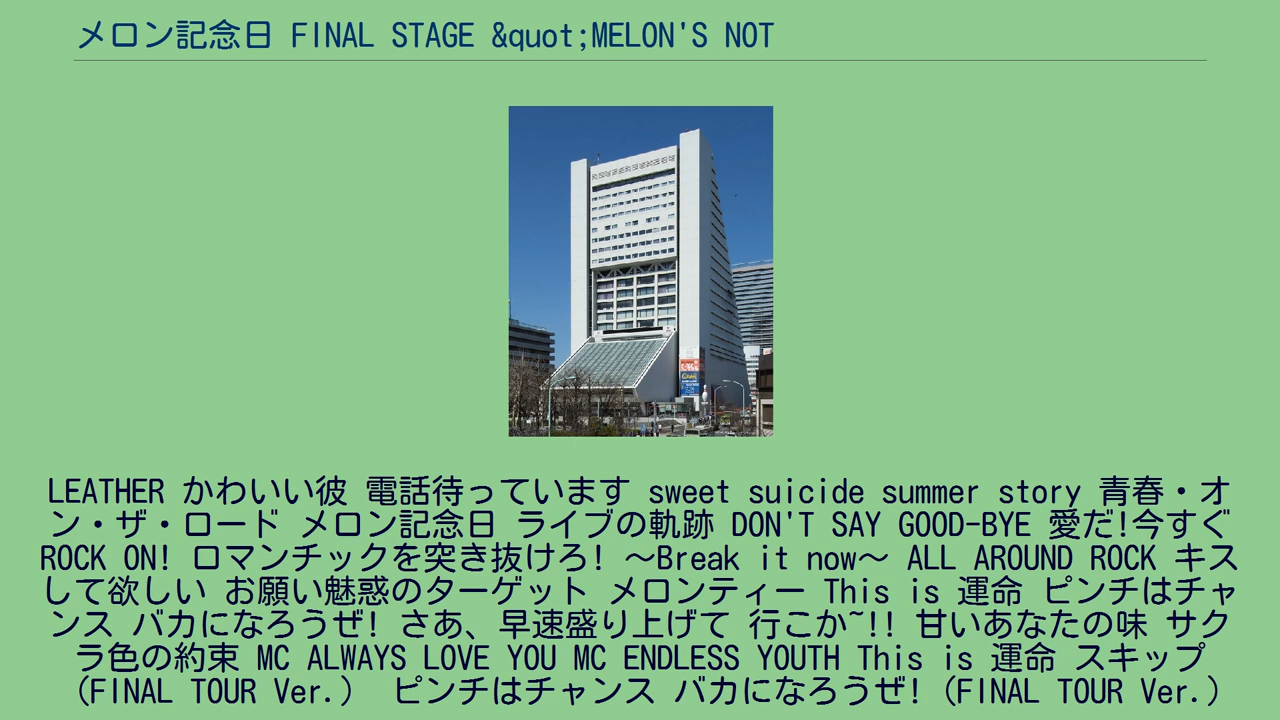 メロン記念日 FINAL STAGE &quot;MELON'S NOT
LEATHER かわいい彼 電話待っています sweet suicide summer story 青春・オ
ン・ザ・ロード メロン記念日 ライブの軌跡 DON'T SAY GOOD-BYE 愛だ!今すぐ
ROCK ON! ロマンチックを突き抜けろ! 〜Break it now〜 ALL AROUND ROCK キス
して欲しい お願い魅惑のターゲット メロンティー This is 運命 ピンチはチャ
ンス バカになろうぜ! さあ、早速盛り上げて 行こか~!! 甘いあなたの味 サク
ラ色の約束 MC ALWAYS LOVE YOU MC ENDLESS YOUTH This is 運命 スキップ
（FINAL TOUR Ver.） ピンチはチャンス バカになろうぜ!（FINAL TOUR Ver.）